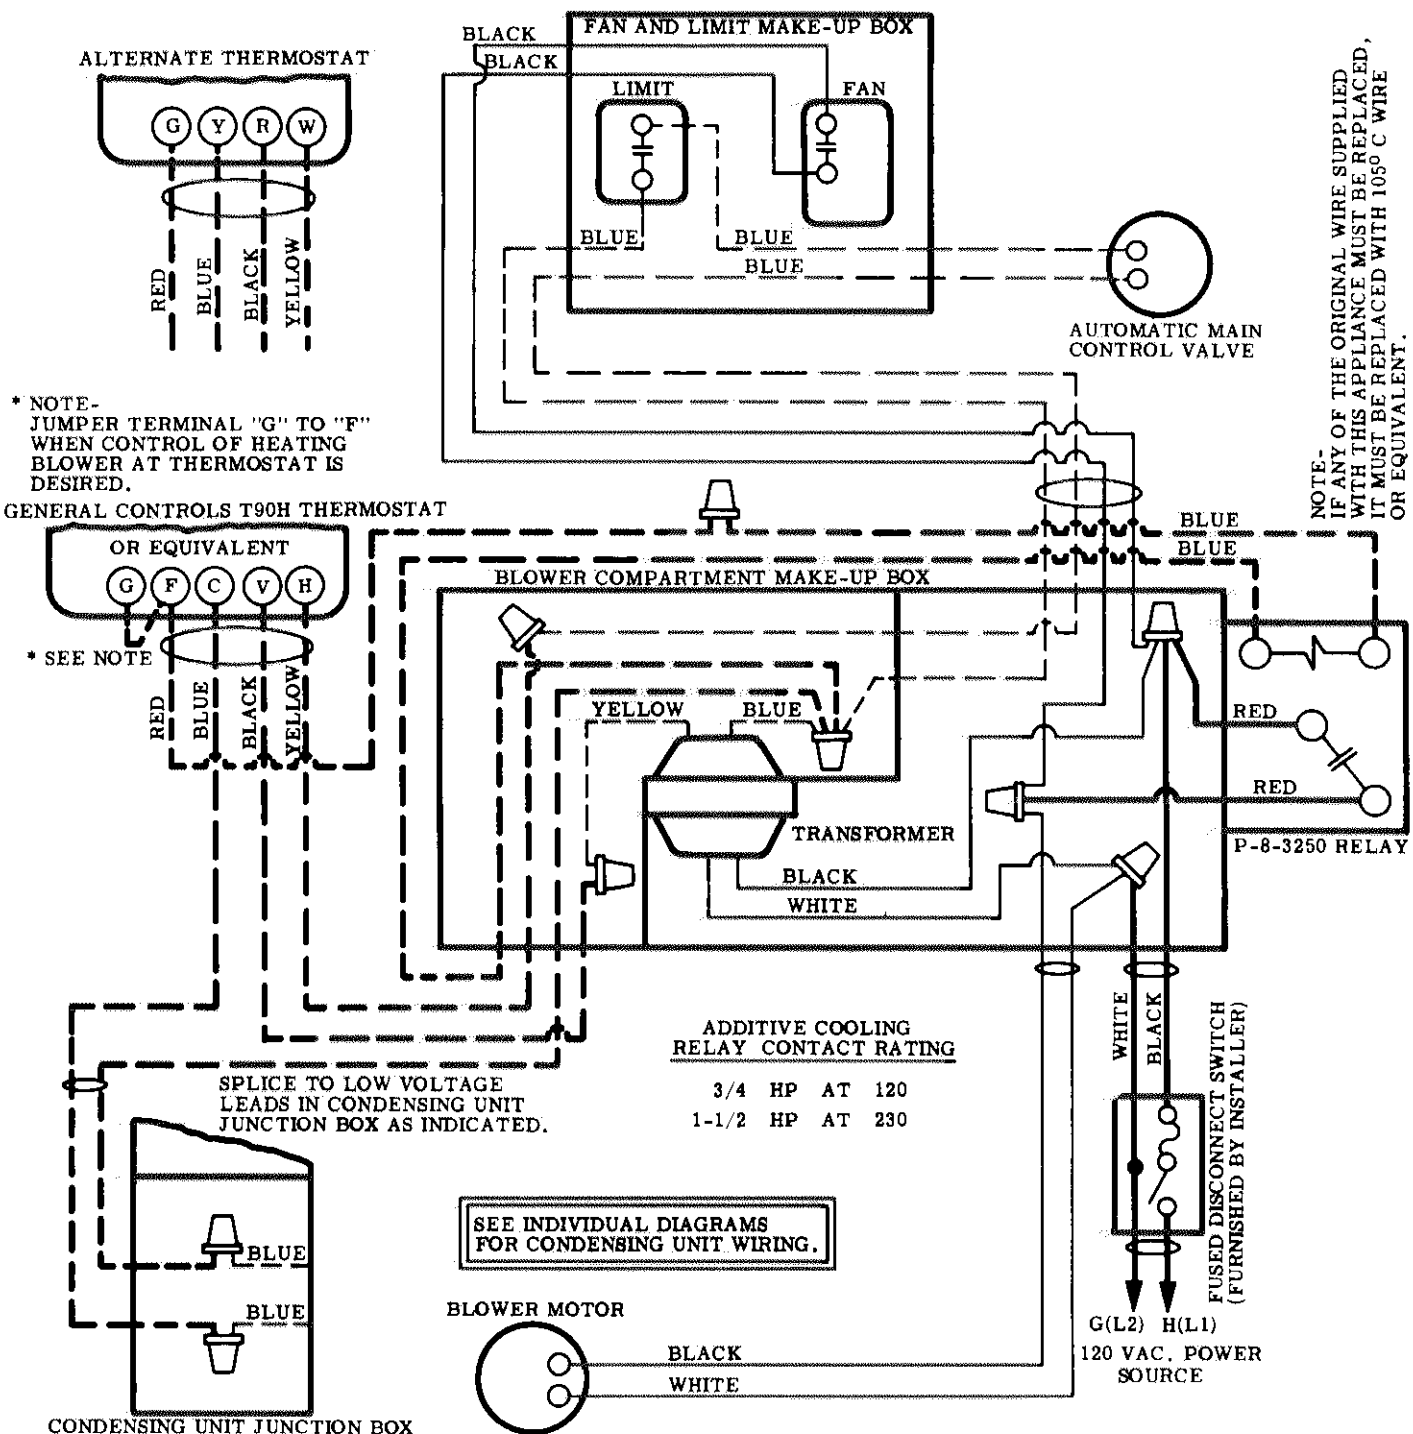 FAN AND LIMIT MAKE-UP BOX
BLACK
BLACK
ALTERNATE THERMOSTAT
LIMIT
FAN
G Y R W
RED
BLUE
BLACK
YELLOW
BLUE
BLUE
BLUE
AUTOMATIC MAIN
CONTROL VALVE
NOTE-
IF ANY OF THE ORIGINAL WIRE SUPPLIED
WITH THIS APPLIANCE MUST BE REPLACED,
IT MUST BE REPLACED WITH 105° C WIRE
OR EQUIVALENT.
* NOTE-
JUMPER TERMINAL "G" TO "F"
WHEN CONTROL OF HEATING
BLOWER AT THERMOSTAT IS
DESIRED.
GENERAL CONTROLS T90H THERMOSTAT
OR EQUIVALENT
G F C V H
* SEE NOTE
RED
BLUE
BLACK
YELLOW
BLUE
BLUE
BLOWER COMPARTMENT MAKE-UP BOX
YELLOW
BLUE
RED
RED
TRANSFORMER
P-8-3250 RELAY
BLACK
WHITE
WHITE
BLACK
ADDITIVE COOLING
RELAY CONTACT RATING
3/4 HP AT 120
1-1/2 HP AT 230
SPLICE TO LOW VOLTAGE
LEADS IN CONDENSING UNIT
JUNCTION BOX AS INDICATED.
FUSED DISCONNECT SWITCH
(FURNISHED BY INSTALLER)
SEE INDIVIDUAL DIAGRAMS
FOR CONDENSING UNIT WIRING.
BLUE
BLUE
BLOWER MOTOR
BLACK
WHITE
G(L2) H(L1)
120 VAC. POWER
SOURCE
CONDENSING UNIT JUNCTION BOX